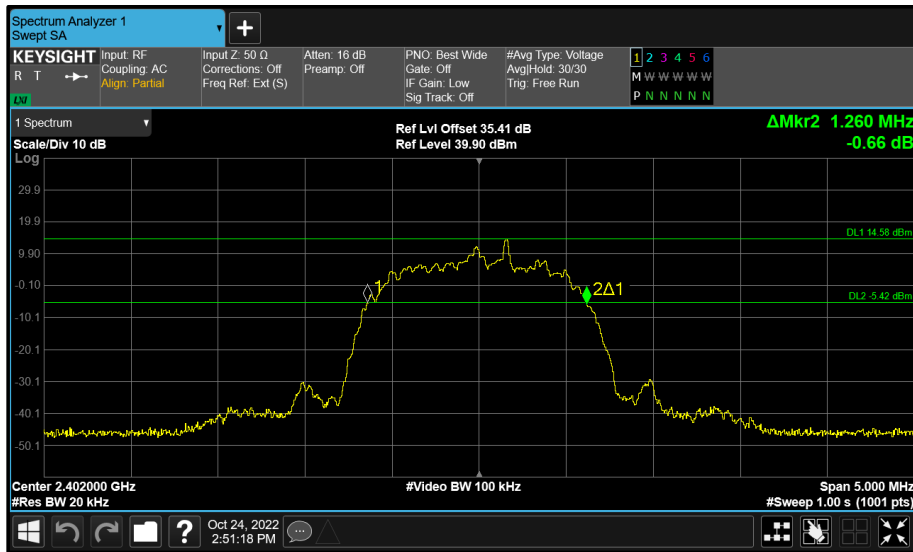 Spectrum Analyzer 1
Swept SA
+
KEYSIGHT
R T
LXI
Input: RF
Coupling: AC
Align: Partial
Input Z: 50 Ω
Corrections: Off
Freq Ref: Ext (S)
Atten: 16 dB
Preamp: Off
PNO: Best Wide
Gate: Off
IF Gain: Low
Sig Track: Off
#Avg Type: Voltage
Avg|Hold: 30/30
Trig: Free Run
1 2 3 4 5 6
M W W W W W
P N N N N N
1 Spectrum
Scale/Div 10 dB
Ref Lvl Offset 35.41 dB
Ref Level 39.90 dBm
ΔMkr2 1.260 MHz
-0.66 dB
Log
29.9
19.9
DL1 14.58 dBm
9.90
-0.10
1
2Δ1
DL2 -5.42 dBm
-10.1
-20.1
-30.1
-40.1
-50.1
Center 2.402000 GHz
#Video BW 100 kHz
Span 5.000 MHz
#Res BW 20 kHz
#Sweep 1.00 s (1001 pts)
?
Oct 24, 2022
2:51:18 PM